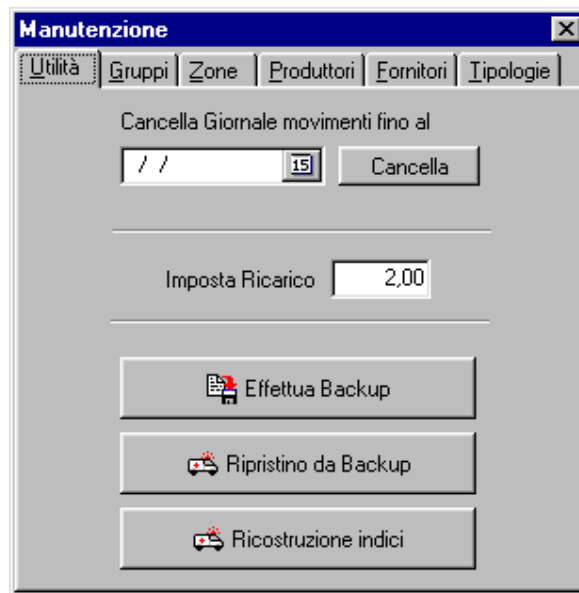 Manutenzione
Utilità Gruppi Zone Produttori Fornitori Tipologie
Cancella Giornale movimenti fino al
/ / 15 Cancella
Imposta Ricarico 2,00
Effettua Backup
Ripristino da Backup
Ricostruzione indici